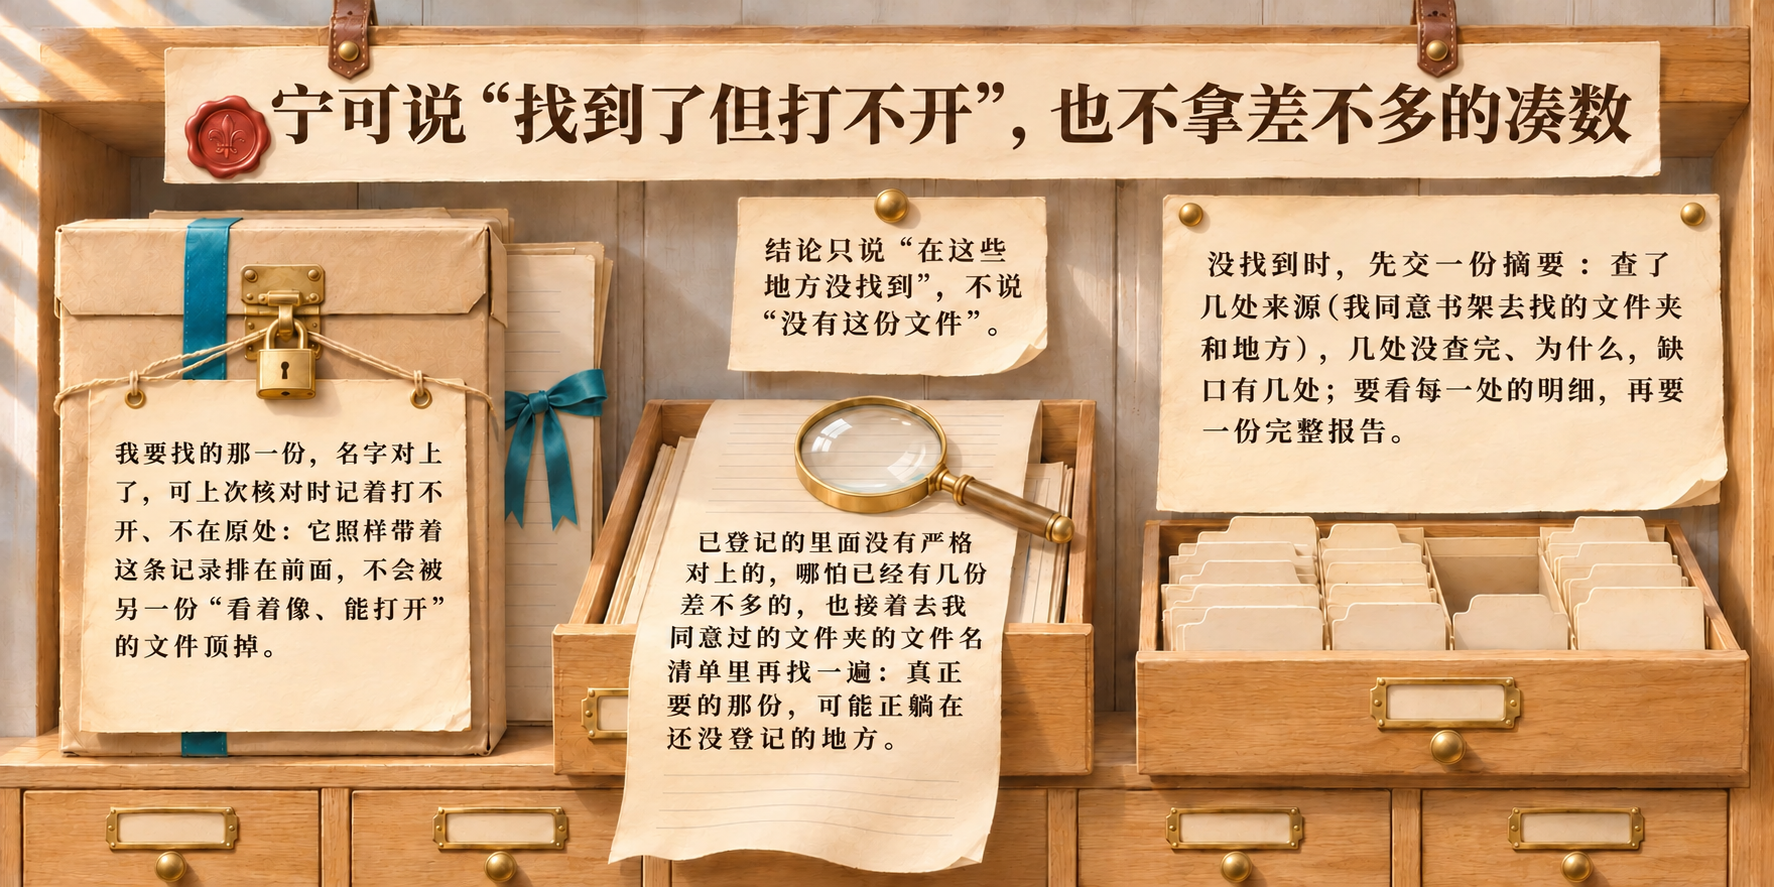 宁可说“找到了但打不开”，也不拿差不多的凑数
我要找的那一份，名字对上
了，可上次核对时记着打不
开、不在原处：它照样带着
这条记录排在前面，不会被
另一份“看着像、能打开”
的文件顶掉。
结论只说“在这些
地方没找到”，不说
“没有这份文件”。
已登记的里面没有严格
对上的，哪怕已经有几份
差不多的，也接着去我
同意过的文件夹的文件名
清单里再找一遍：真正
要的那份，可能正躺在
还没登记的地方。
没找到时，先交一份摘要：查了
几处来源（我同意书架去找的文件夹
和地方），几处没查完、为什么，缺
口有几处；要看每一处的明细，再要
一份完整报告。